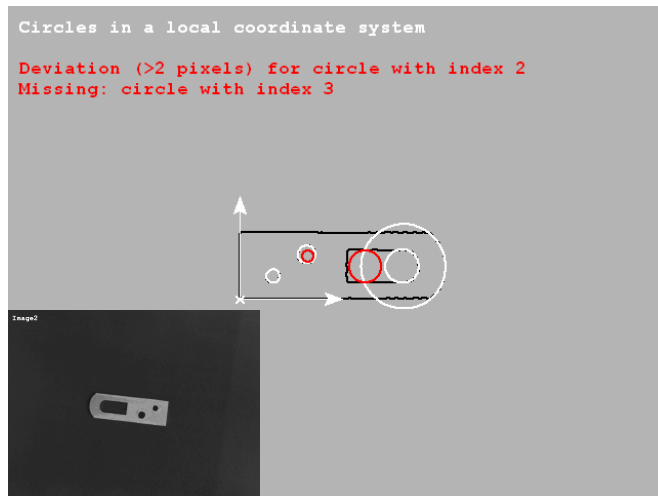 Circles in a local coordinate system
Deviation (>2 pixels) for circle with index 2
Missing: circle with index 3
Image2